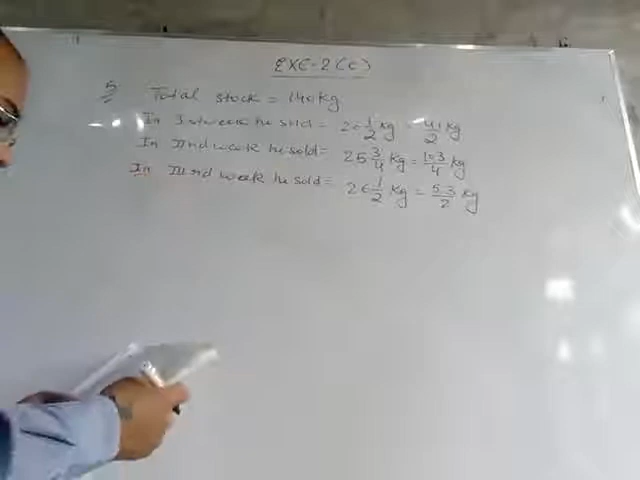 EXE-2(c)
5 Total stock = 140 kg
In I st week he sold = 20 1/2 kg = 41/2 kg
In IInd week he sold = 25 3/4 kg = 103/4 kg
In IIIrd week he sold = 26 1/2 kg = 53/2 kg